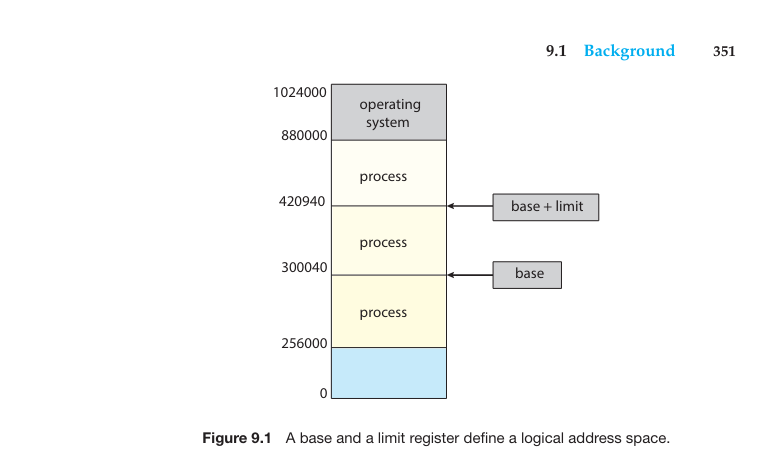 9.1 Background 351
1024000
operating
system
880000
process
420940
base + limit
process
300040
base
process
256000
0
Figure 9.1 A base and a limit register define a logical address space.